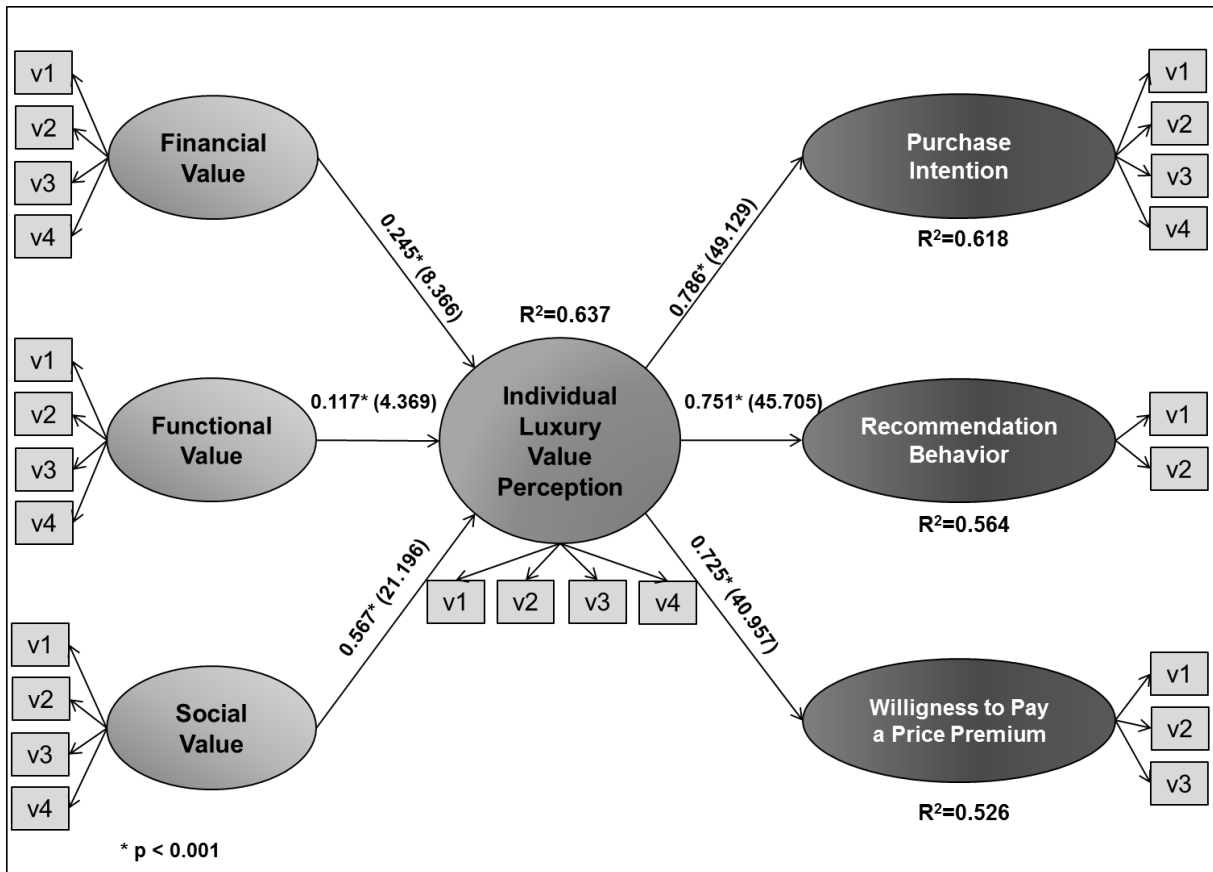 v1
v2
v3
v4
Financial
Value
0.245* (8.366)
v1
v2
v3
v4
Functional
Value
0.117* (4.369)
v1
v2
v3
v4
Social
Value
0.567* (21.196)
* p < 0.001
R²=0.637
Individual
Luxury
Value
Perception
v1
v2
v3
v4
0.786* (49.129)
Purchase
Intention
R²=0.618
v1
v2
v3
v4
0.751* (45.705)
Recommendation
Behavior
R²=0.564
v1
v2
0.725* (40.957)
Willigness to Pay
a Price Premium
R²=0.526
v1
v2
v3